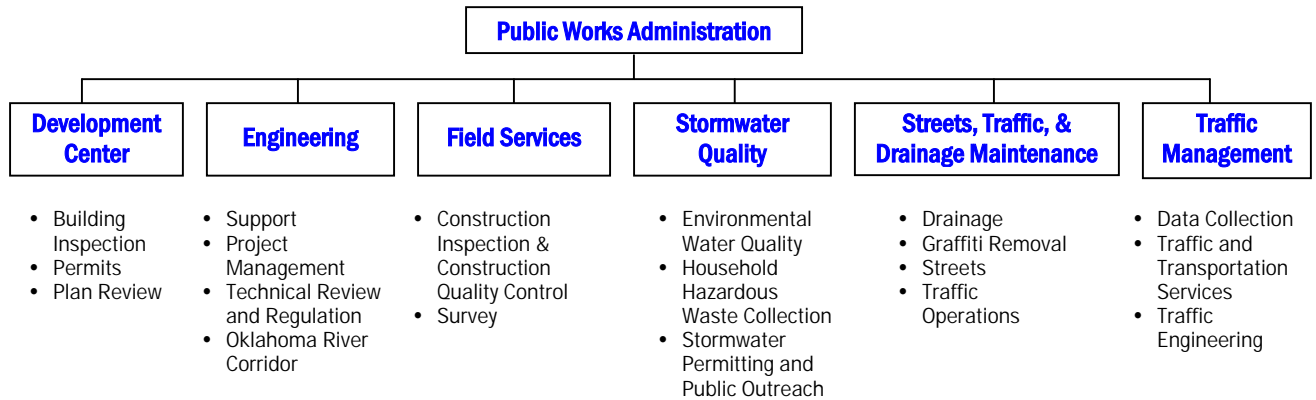 Public Works Administration
Development
Center
Engineering
Field Services
Stormwater
Quality
Streets, Traffic, &
Drainage Maintenance
Traffic
Management
• Building
Inspection
• Permits
• Plan Review
• Support
• Project
Management
• Technical Review
and Regulation
• Oklahoma River
Corridor
• Construction
Inspection &
Construction
Quality Control
• Survey
• Environmental
Water Quality
• Household
Hazardous
Waste Collection
• Stormwater
Permitting and
Public Outreach
• Drainage
• Graffiti Removal
• Streets
• Traffic
Operations
• Data Collection
• Traffic and
Transportation
Services
• Traffic
Engineering